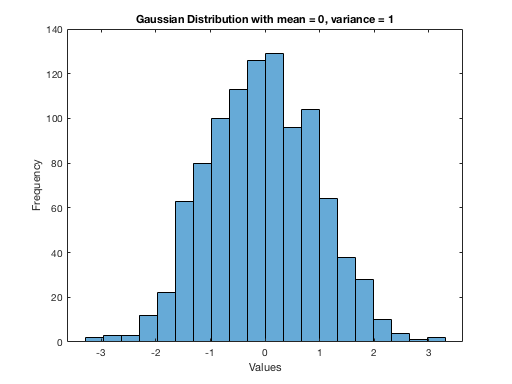 Gaussian Distribution with mean = 0, variance = 1
140
120
100
80
60
40
20
0
Frequency
-3 -2 -1 0 1 2 3
Values